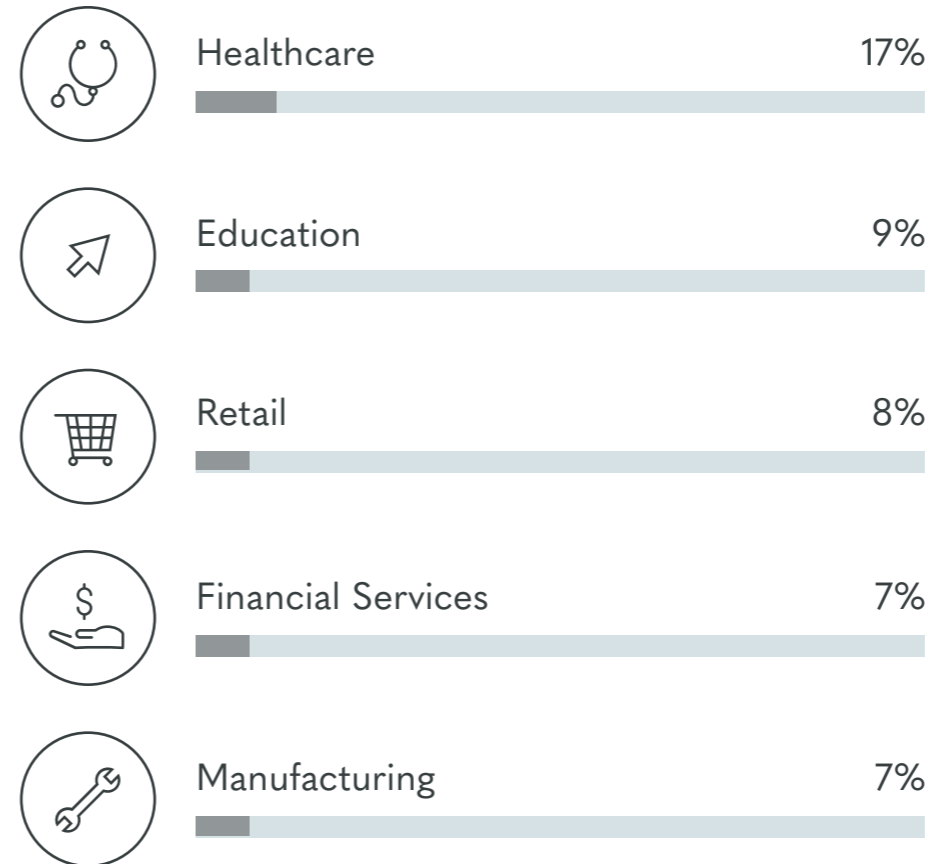 Healthcare 17%
Education 9%
Retail 8%
$
Financial Services 7%
Manufacturing 7%